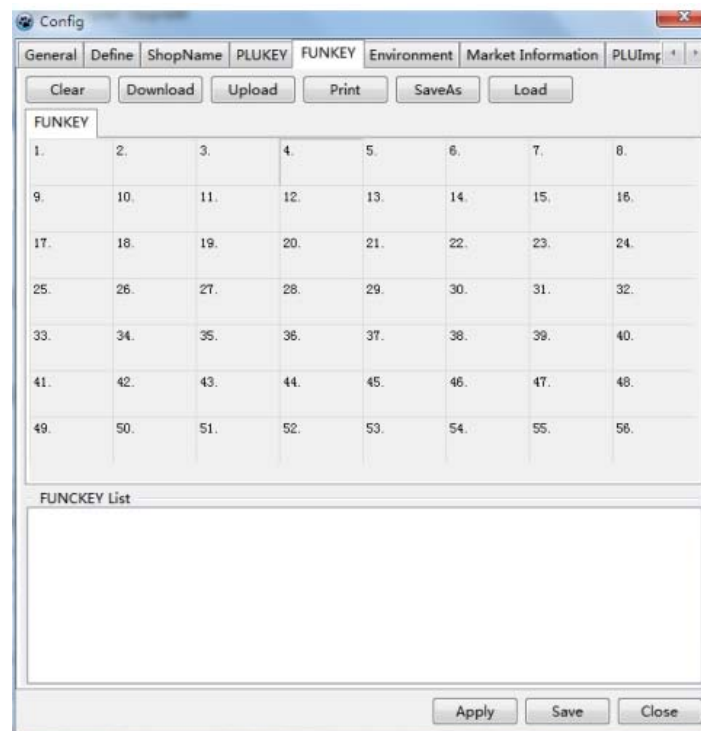 Config
General Define ShopName PLUKEY FUNKEY Environment Market Information PLUImp
Clear Download Upload Print SaveAs Load
FUNKEY
1. 2. 3. 4. 5. 6. 7. 8.
9. 10. 11. 12. 13. 14. 15. 16.
17. 18. 19. 20. 21. 22. 23. 24.
25. 26. 27. 28. 29. 30. 31. 32.
33. 34. 35. 36. 37. 38. 39. 40.
41. 42. 43. 44. 45. 46. 47. 48.
49. 50. 51. 52. 53. 54. 55. 56.
FUNCKEY List
Apply Save Close